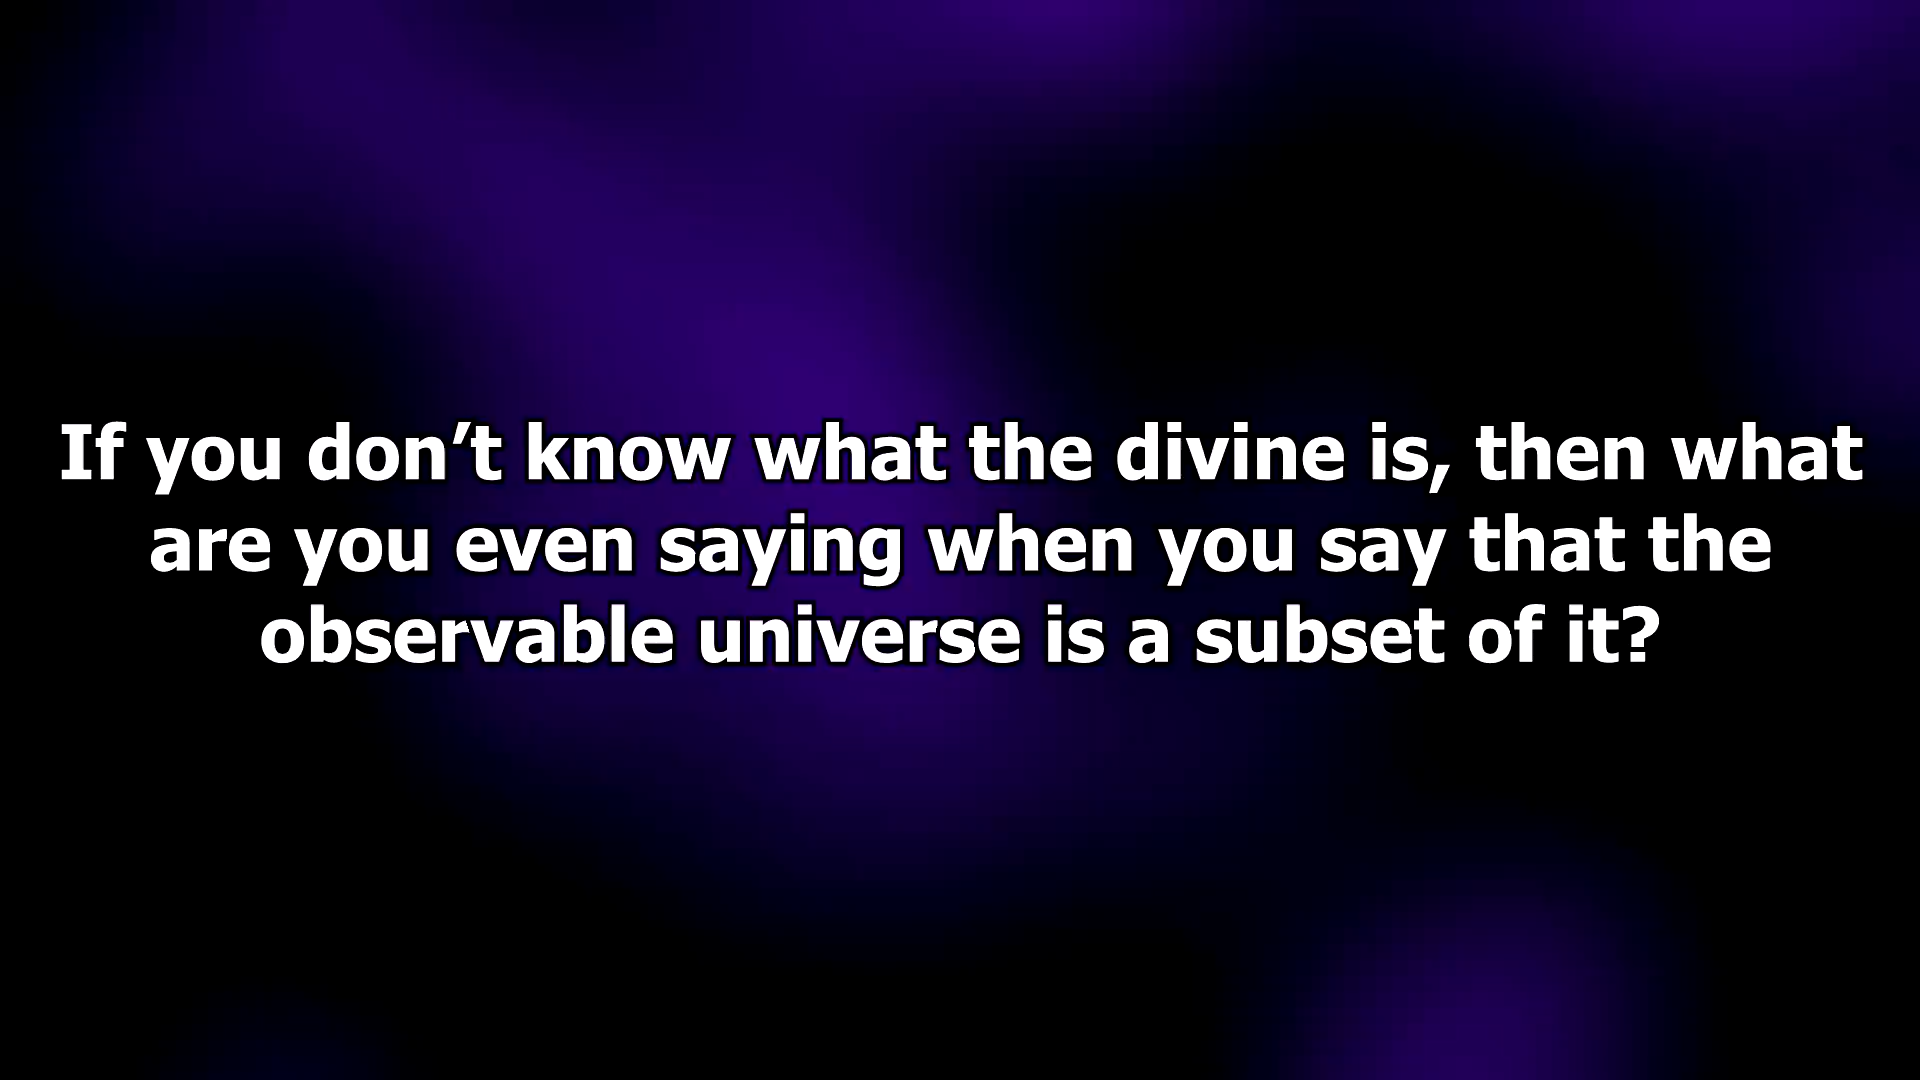 If you don’t know what the divine is, then what
are you even saying when you say that the
observable universe is a subset of it?